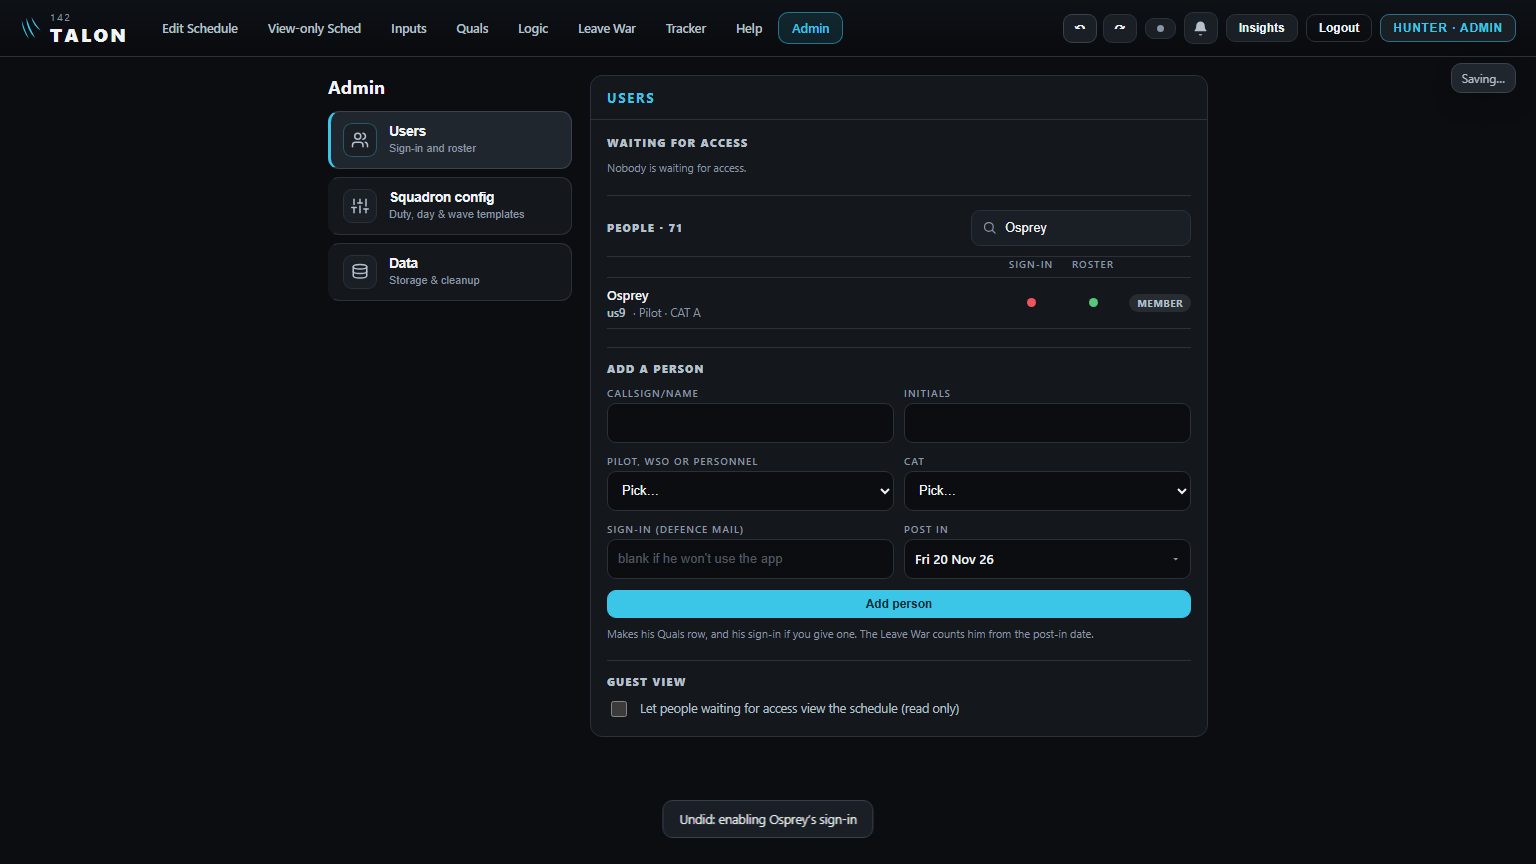 142
TALON
Edit Schedule
View-only Sched
Inputs
Quals
Logic
Leave War
Tracker
Help
Admin
Insights
Logout
HUNTER · ADMIN
Saving...
Admin
Users
Sign-in and roster
Squadron config
Duty, day & wave templates
Data
Storage & cleanup
USERS
WAITING FOR ACCESS
Nobody is waiting for access.
PEOPLE · 71
Osprey
SIGN-IN ROSTER
Osprey
us9 · Pilot · CAT A
MEMBER
ADD A PERSON
CALLSIGN/NAME
INITIALS
PILOT, WSO OR PERSONNEL
CAT
Pick...
Pick...
SIGN-IN (DEFENCE MAIL)
POST IN
blank if he won't use the app
Fri 20 Nov 26
Add person
Makes his Quals row, and his sign-in if you give one. The Leave War counts him from the post-in date.
GUEST VIEW
Let people waiting for access view the schedule (read only)
Undid: enabling Osprey's sign-in